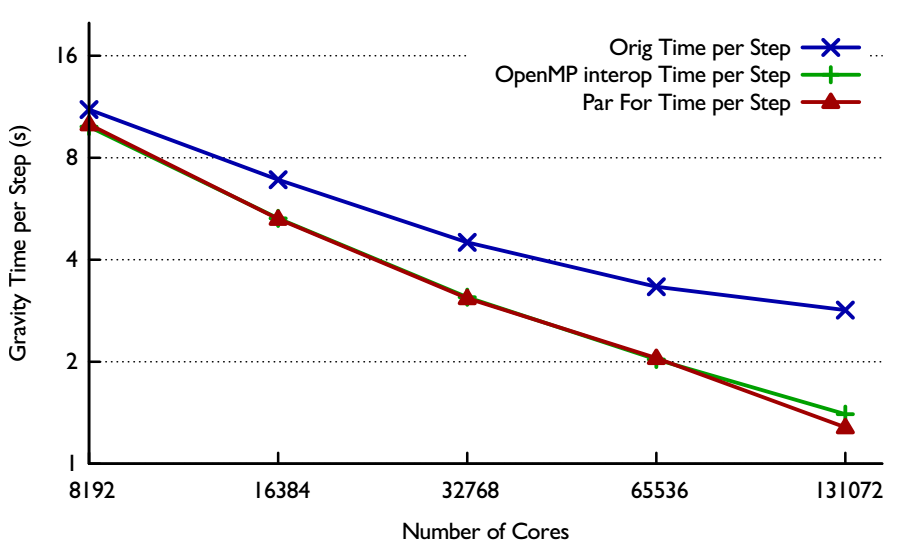 Orig Time per Step
OpenMP interop Time per Step
Par For Time per Step
Gravity Time per Step (s)
16
8
4
2
1
8192 16384 32768 65536 131072
Number of Cores